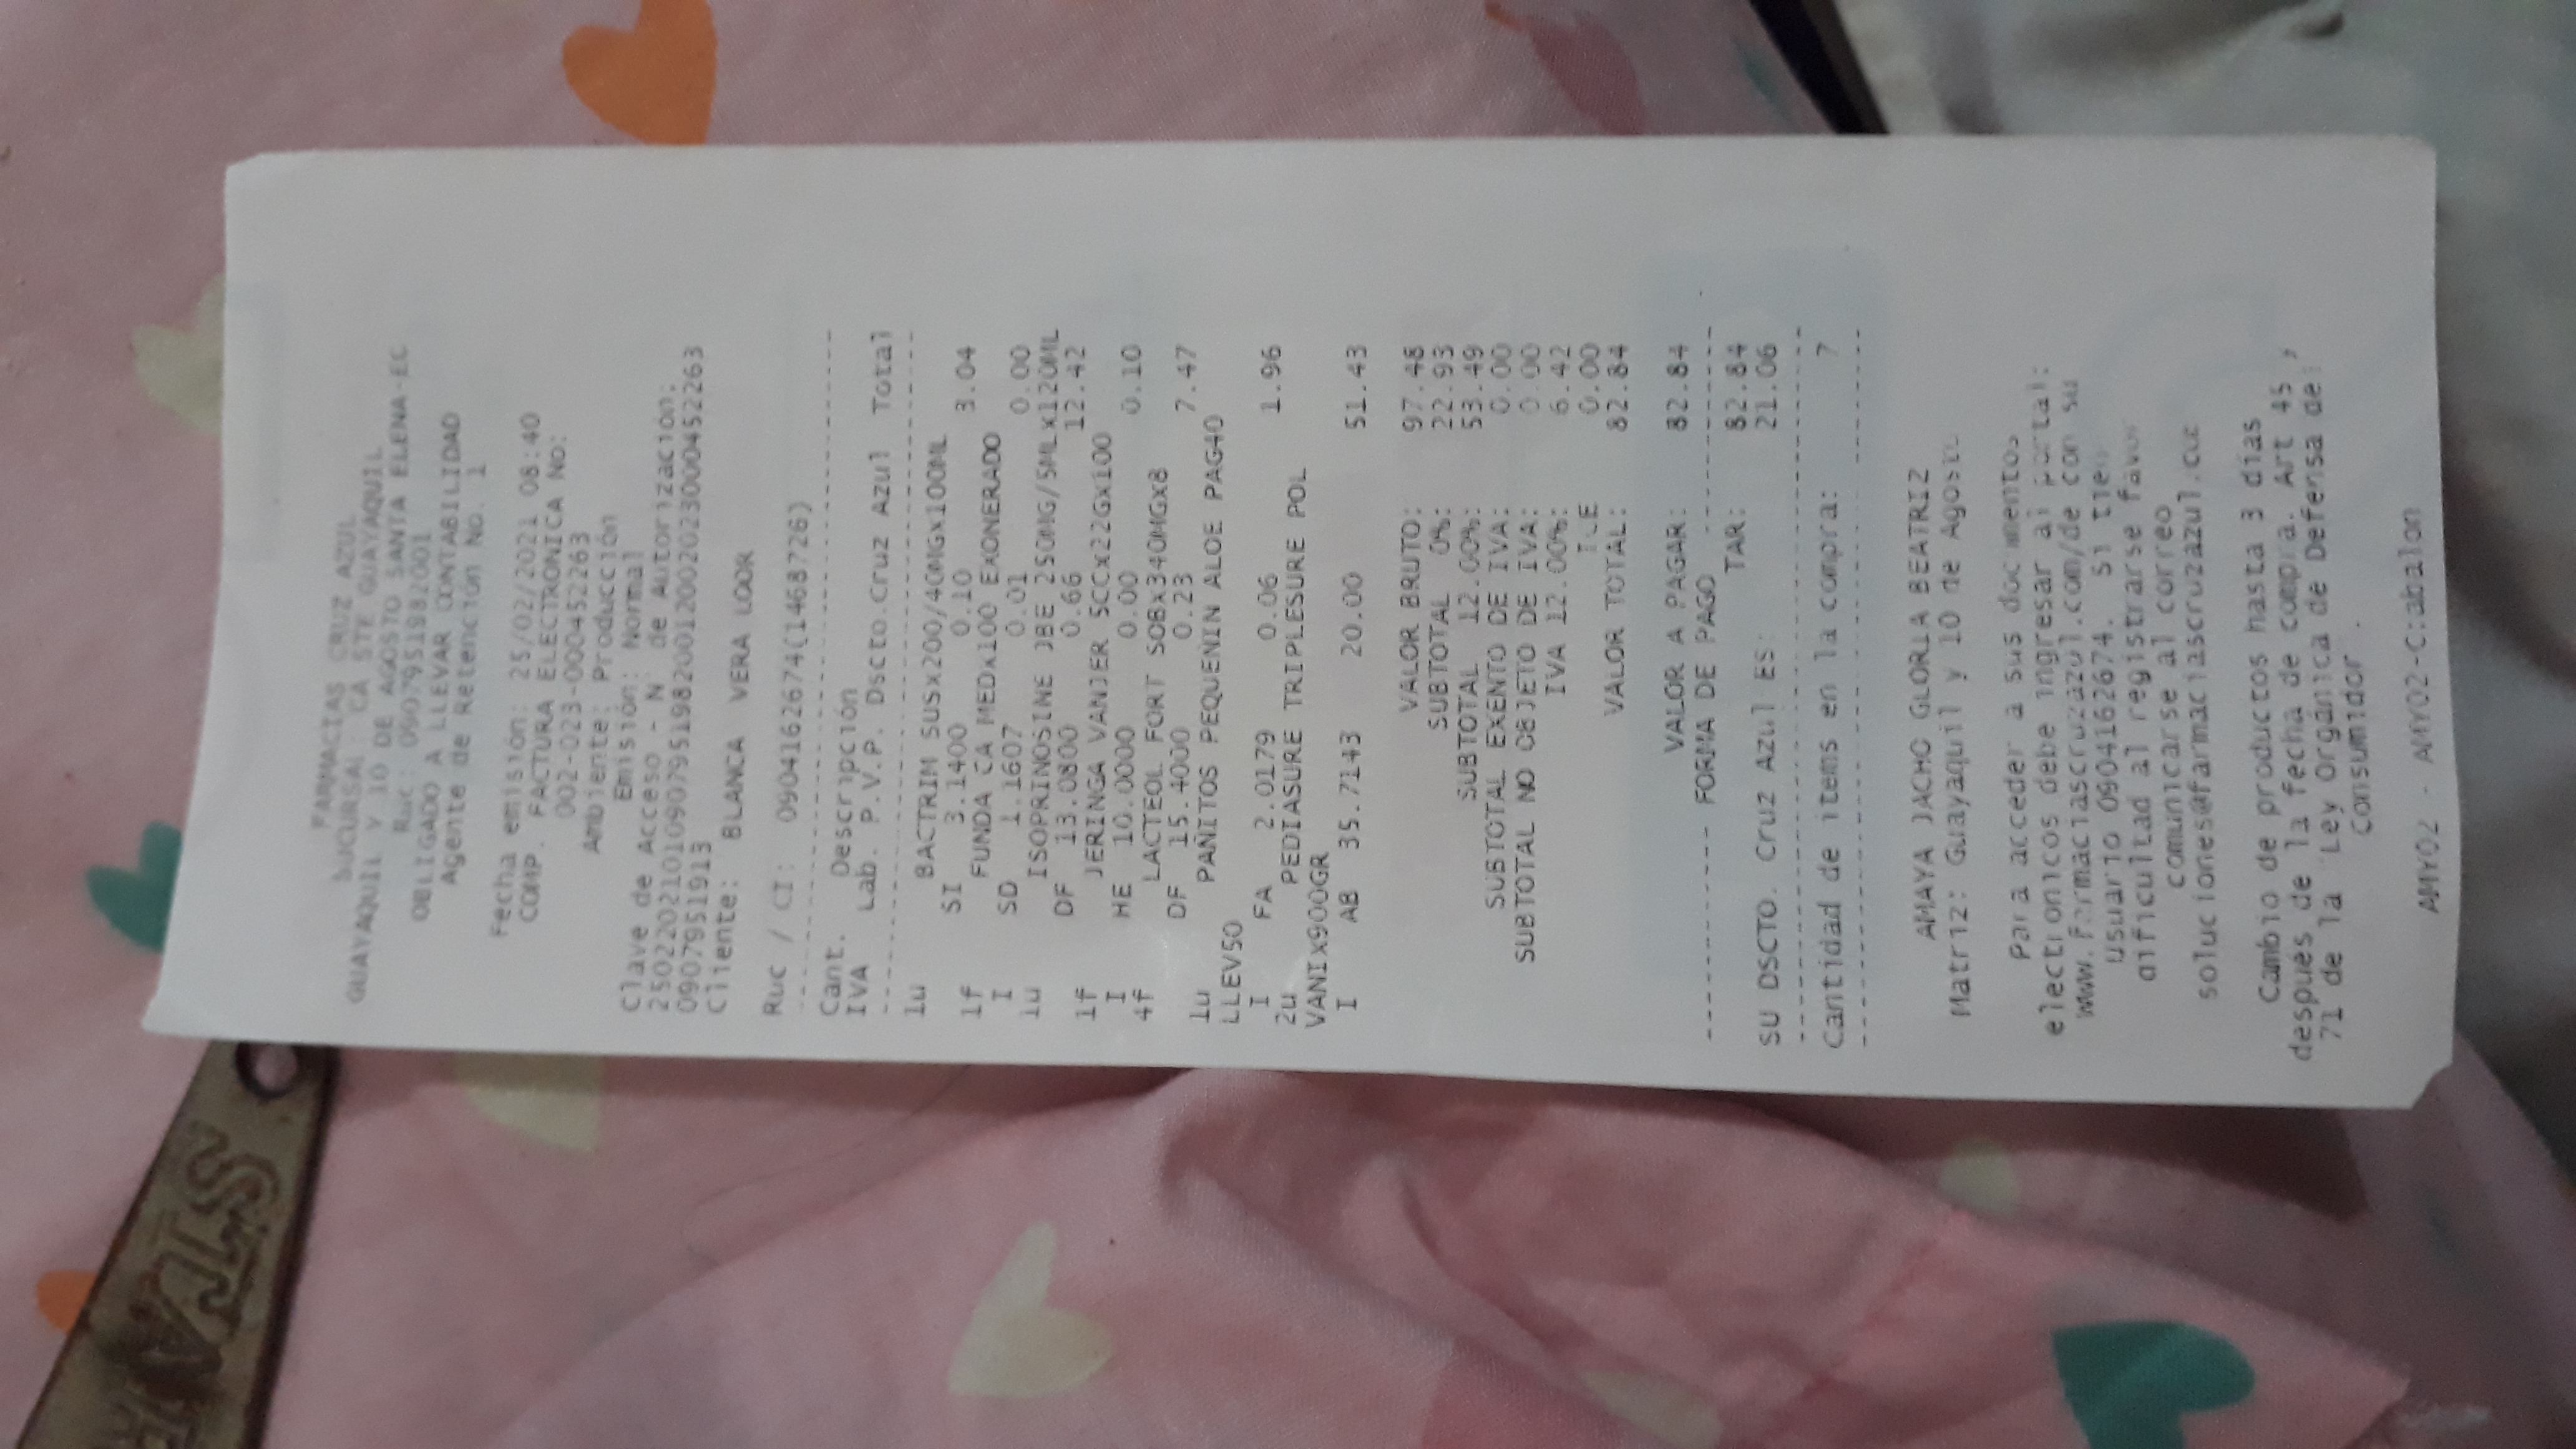 FARMACIAS CRUZ AZUL
SUCURSAL CA STE GUAYAQUIL
GUAYAQUIL Y 10 DE AGOSTO SANTA ELENA-EC
Ruc: 0907951982001
OBLIGADO A LLEVAR CONTABILIDAD
Agente de Retención No. 1
Fecha emisión: 25/02/2021 08:40
COMP. FACTURA ELECTRONICA No:
002-023-000452263
Ambiente: Producción
Emisión: Normal
Clave de Acceso - N de Autorización:
250220210109079519820012002023000452263
0907951913
Cliente: BLANCA VERA LOOR
Ruc / CI: 0904162674(1468726)
Cant. Descripción
IVA Lab. P.V.P. Dscto.Cruz Azul Total
1u BACTRIM SUSx200/40MGx100ML
SI 3.1400 0.10 3.04
1f FUNDA CA MEDx100 EXONERADO
I SD 1.1607 0.01 0.00
1u ISOPRINOSINE JBE 250MG/5MLx120ML
DF 13.0800 0.66 12.42
1f JERINGA VANJER 5CCx22Gx100
I HE 10.0000 0.00 0.10
4f LACTEOL FORT SOBx340MGx8
DF 15.4000 0.23 7.47
1u PAÑITOS PEQUENIN ALOE PAG40
LLEV50
I FA 2.0179 0.06 1.96
2u PEDIASURE TRIPLESURE POL
VANIx900GR
I AB 35.7143 20.00 51.43
VALOR BRUTO: 97.48
SUBTOTAL 0%: 22.93
SUBTOTAL 12.00%: 53.49
SUBTOTAL EXENTO DE IVA: 0.00
SUBTOTAL NO OBJETO DE IVA: 0.00
IVA 12.00%: 6.42
ICE 0.00
VALOR TOTAL: 82.84
VALOR A PAGAR: 82.84
----------- FORMA DE PAGO -----------
TAR: 82.84
SU DSCTO. Cruz Azul ES: 21.06
Cantidad de items en la compra: 7
AMAYA JACHO GLORIA BEATRIZ
Matriz: Guayaquil y 10 de Agosto
Para acceder a sus documentos
electronicos debe ingresar al portal:
www.farmaciascruzazul.com/de con su
usuario 0904162674. Si tiene
dificultad al registrarse favor
comunicarse al correo
soluciones@farmaciascruzazul.com
Cambio de productos hasta 3 días
después de la fecha de compra. Art 45 ,
71 de la Ley Orgánica de Defensa del
Consumidor .
AMY02 - AMY02-C:abalon